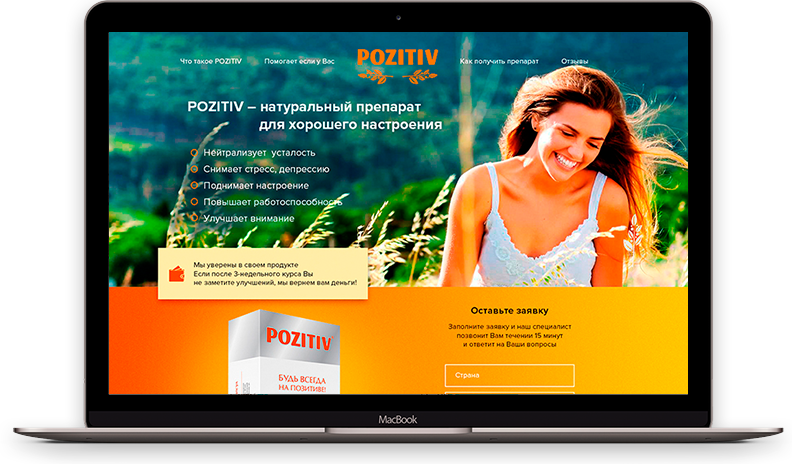 Что такое POZITIV
Помогает если у Вас
POZITIV
Как получить препарат
Отзывы
POZITIV – натуральный препарат
для хорошего настроения
Нейтрализует усталость
Снимает стресс, депрессию
Поднимает настроение
Повышает работоспособность
Улучшает внимание
Мы уверены в своем продукте
Если после 3-недельного курса Вы
не заметите улучшений, мы вернем вам деньги!
POZITIV
БУДЬ ВСЕГДА
НА ПОЗИТИВЕ!
Оставьте заявку
Заполните заявку и наш специалист
позвонит Вам течении 15 минут
и ответит на Ваши вопросы
Страна
MacBook